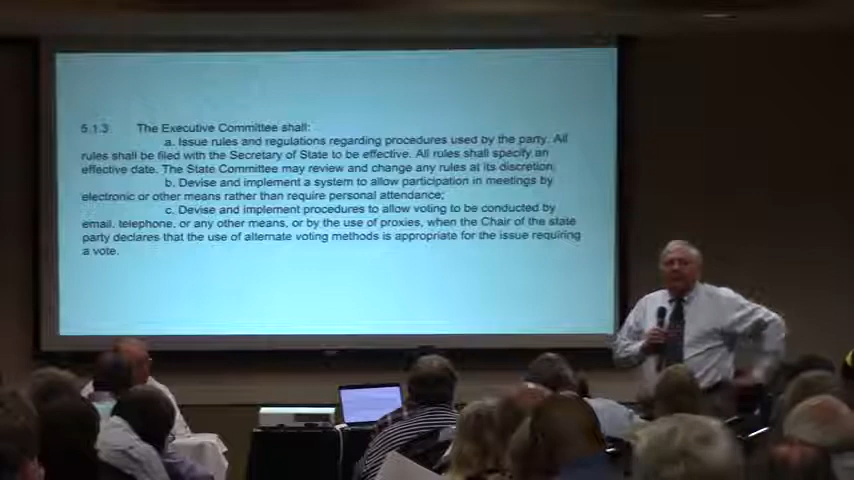 5.1.3 The Executive Committee shall:
a. Issue rules and regulations regarding procedures used by the party. All
rules shall be filed with the Secretary of State to be effective. All rules shall specify an
effective date. The State Committee may review and change any rules at its discretion;
b. Devise and implement a system to allow participation in meetings by
electronic or other means rather than require personal attendance;
c. Devise and implement procedures to allow voting to be conducted by
email, telephone, or any other means, or by the use of proxies, when the Chair of the state
party declares that the use of alternate voting methods is appropriate for the issue requiring
a vote.